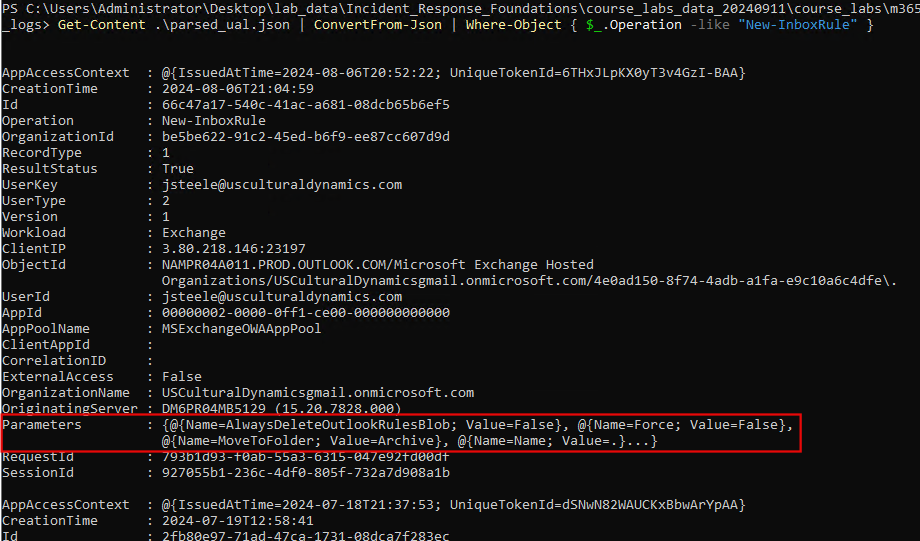 PS C:\Users\Administrator\Desktop\lab_data\Incident_Response_Foundations\course_labs_data_20240911\course_labs\m365
_logs> Get-Content .\parsed_ual.json | ConvertFrom-Json | Where-Object { $_.Operation -like "New-InboxRule" }
AppAccessContext : @{IssuedAtTime=2024-08-06T20:52:22; UniqueTokenId=6THxJLpKX0yT3v4GzI-BAA}
CreationTime : 2024-08-06T21:04:59
Id : 66c47a17-540c-41ac-a681-08dcb65b6ef5
Operation : New-InboxRule
OrganizationId : be5be622-91c2-45ed-b6f9-ee87cc607d9d
RecordType : 1
ResultStatus : True
UserKey : jsteele@usculturaldynamics.com
UserType : 2
Version : 1
Workload : Exchange
ClientIP : 3.80.218.146:23197
ObjectId : NAMPR04A011.PROD.OUTLOOK.COM/Microsoft Exchange Hosted
Organizations/USCulturalDynamicsgmail.onmicrosoft.com/4e0ad150-8f74-4adb-a1fa-e9c10a6c4dfe\.
UserId : jsteele@usculturaldynamics.com
AppId : 00000002-0000-0ff1-ce00-000000000000
AppPoolName : MSExchangeOWAAppPool
ClientAppId :
CorrelationID :
ExternalAccess : False
OrganizationName : USCulturalDynamicsgmail.onmicrosoft.com
OriginatingServer : DM6PR04MB5129 (15.20.7828.000)
Parameters : {@{Name=AlwaysDeleteOutlookRulesBlob; Value=False}, @{Name=Force; Value=False},
@{Name=MoveToFolder; Value=Archive}, @{Name=Name; Value=.}...}
RequestId : 793b1d93-f0ab-55a3-6315-047e92fd00df
SessionId : 927055b1-236c-4df0-805f-732a7d908a1b
AppAccessContext : @{IssuedAtTime=2024-07-18T21:37:53; UniqueTokenId=dSNwN82WAUCKxBbwArYpAA}
CreationTime : 2024-07-19T12:58:41
Id : 2fb80e97-71ad-47ca-1731-08dca7f283ec